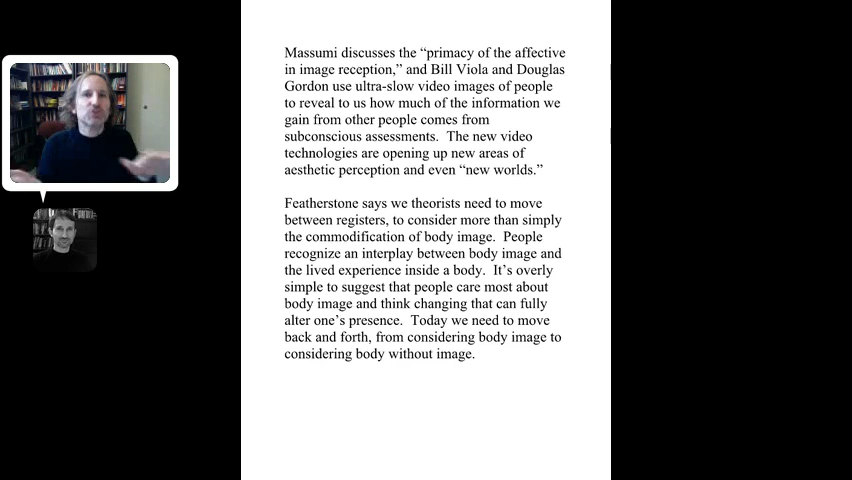 Massumi discusses the “primacy of the affective
in image reception,” and Bill Viola and Douglas
Gordon use ultra-slow video images of people
to reveal to us how much of the information we
gain from other people comes from
subconscious assessments.  The new video
technologies are opening up new areas of
aesthetic perception and even “new worlds.”
Featherstone says we theorists need to move
between registers, to consider more than simply
the commodification of body image.  People
recognize an interplay between body image and
the lived experience inside a body.  It’s overly
simple to suggest that people care most about
body image and think changing that can fully
alter one’s presence.  Today we need to move
back and forth, from considering body image to
considering body without image.